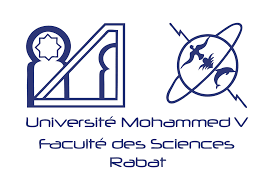 Université Mohammed V
Faculté des Sciences
Rabat